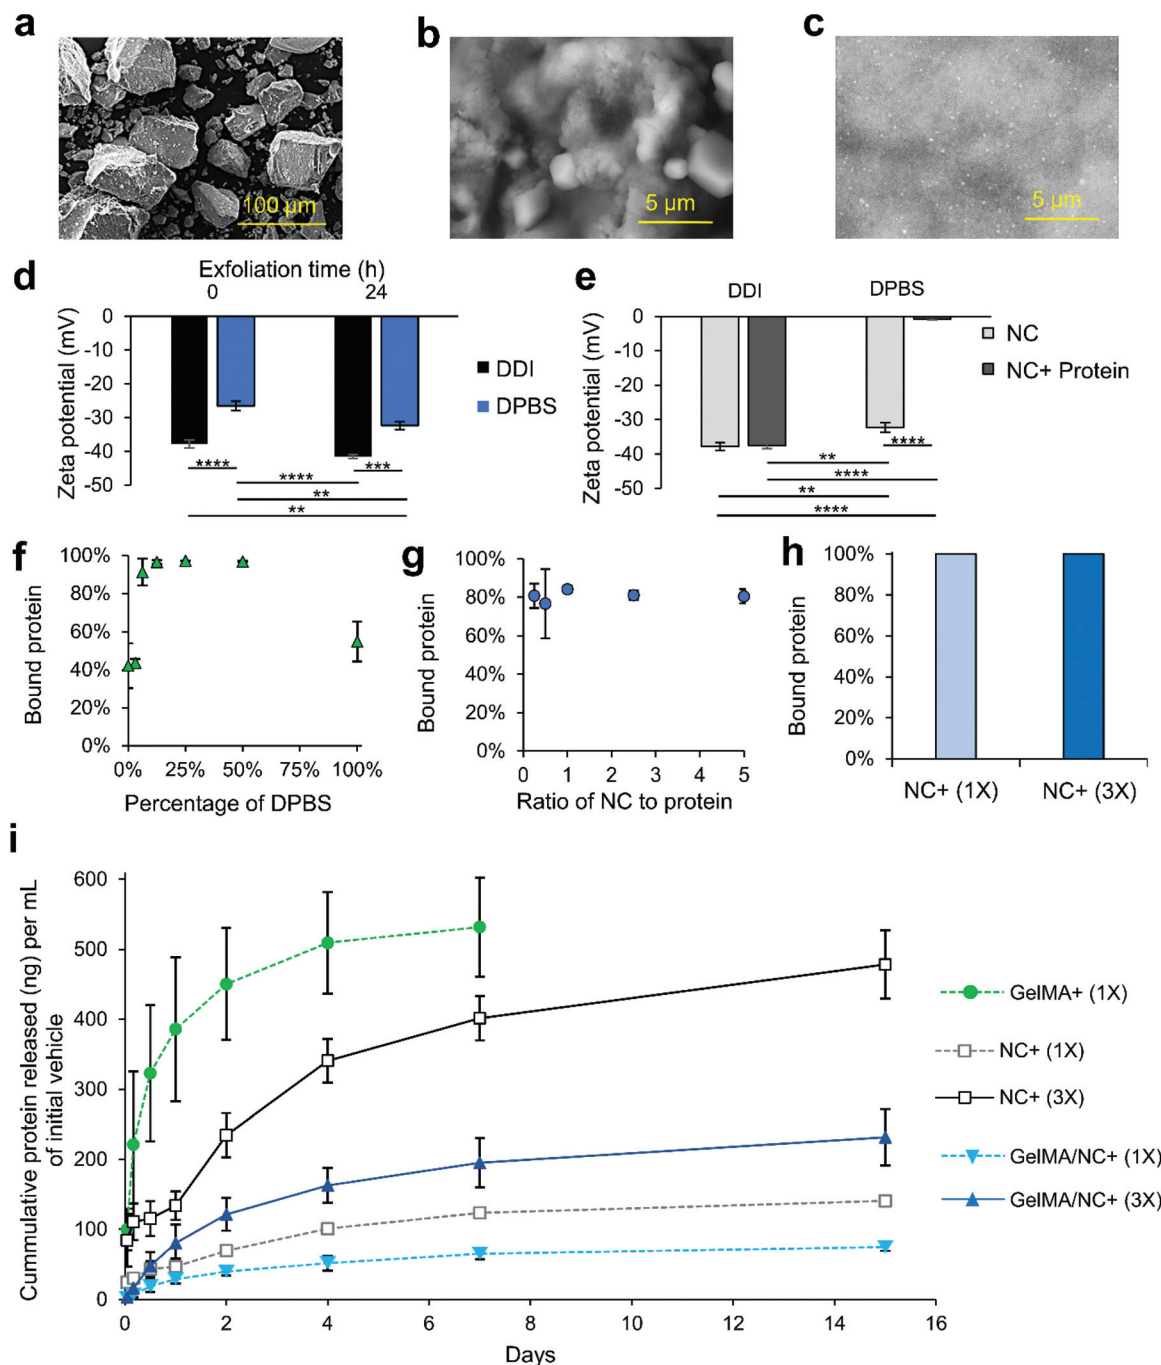 a
b
c
100 µm
5 µm
5 µm
d
Exfoliation time (h)
0
24
Zeta potential (mV)
0
-10
-20
-30
-40
-50
****
****
***
**
**
DDI
DPBS
e
DDI
DPBS
Zeta potential (mV)
0
-10
-20
-30
-40
-50
****
**
****
**
****
NC
NC+ Protein
f
Bound protein
100%
80%
60%
40%
20%
0%
0%
25%
50%
75%
100%
Percentage of DPBS
g
Bound protein
100%
80%
60%
40%
20%
0%
0
1
2
3
4
5
Ratio of NC to protein
h
Bound protein
100%
80%
60%
40%
20%
0%
NC+ (1X)
NC+ (3X)
i
Cummulative protein released (ng) per mL
of initial vehicle
600
500
400
300
200
100
0
0
2
4
6
8
10
12
14
16
Days
GelMA+ (1X)
NC+ (1X)
NC+ (3X)
GelMA/NC+ (1X)
GelMA/NC+ (3X)